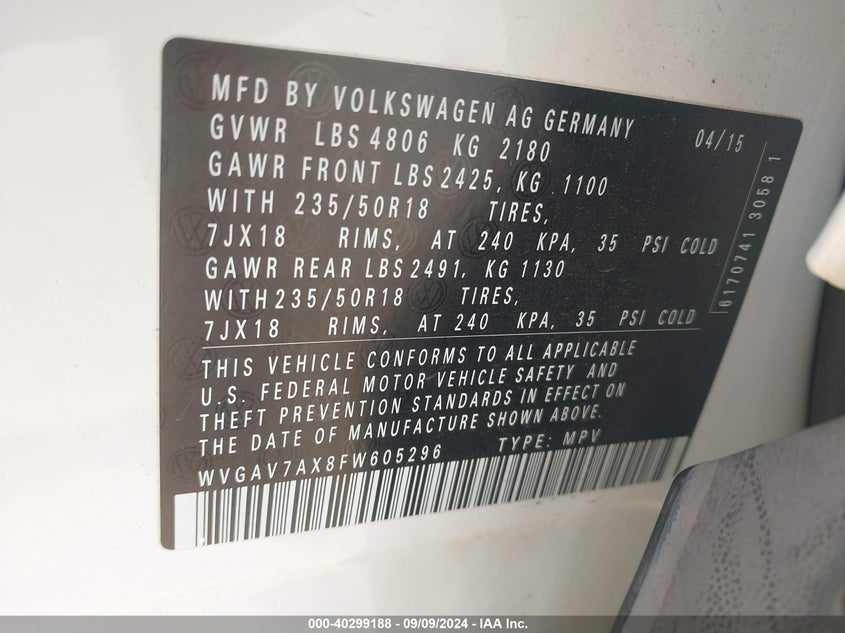 MFD BY VOLKSWAGEN AG GERMANY 04/15
GVWR LBS 4806 KG 2180
GAWR FRONT LBS 2425, KG 1100
WITH 235/50R18 TIRES,
7JX18 RIMS, AT 240 KPA, 35 PSI COLD
GAWR REAR LBS 2491, KG 1130
WITH 235/50R18 TIRES,
7JX18 RIMS, AT 240 KPA, 35 PSI COLD
THIS VEHICLE CONFORMS TO ALL APPLICABLE
U.S. FEDERAL MOTOR VEHICLE SAFETY AND
THEFT PREVENTION STANDARDS IN EFFECT ON
THE DATE OF MANUFACTURE SHOWN ABOVE.
WVGAV7AX8FW605296 TYPE: MPV
6170741 30581
000-40299188 - 09/09/2024 - IAA Inc.